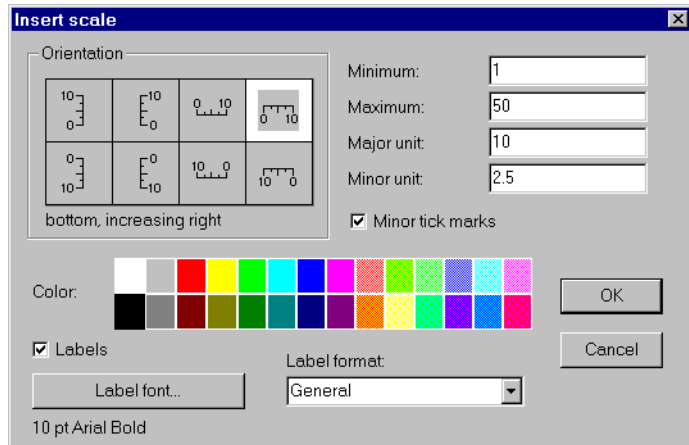 Insert scale
Orientation
10 0
10 0
0 10
0 10
0 10
0 10
10 0
10 0
bottom, increasing right
Minimum: 1
Maximum: 50
Major unit: 10
Minor unit: 2.5
Minor tick marks
Color:
OK
Labels
Cancel
Label format:
Label font...
General
10 pt Arial Bold